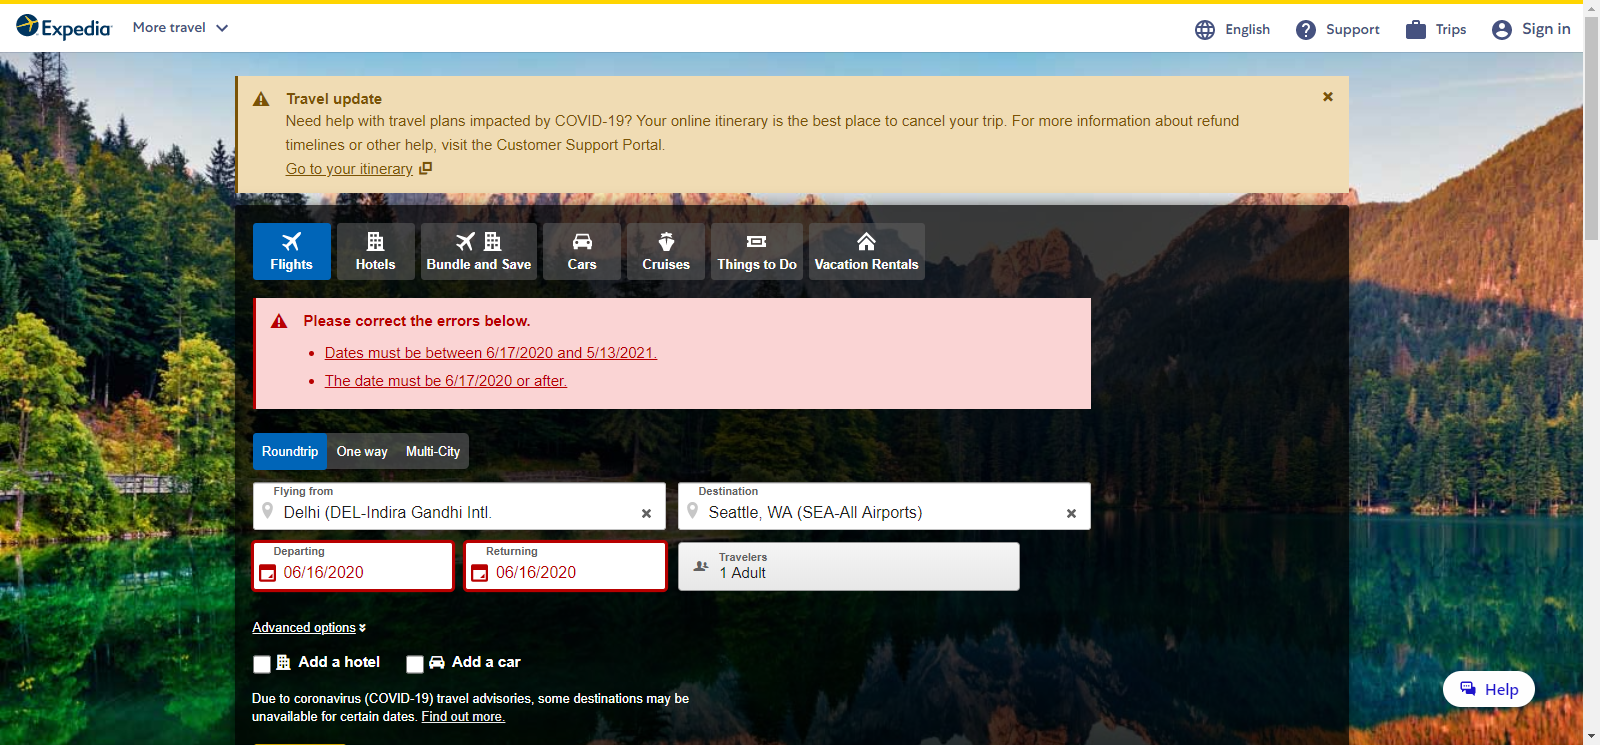 Expedia
More travel
English
Support
Trips
Sign in
Travel update
Need help with travel plans impacted by COVID-19? Your online itinerary is the best place to cancel your trip. For more information about refund
timelines or other help, visit the Customer Support Portal.
Go to your itinerary
Flights
Hotels
Bundle and Save
Cars
Cruises
Things to Do
Vacation Rentals
Please correct the errors below.
• Dates must be between 6/17/2020 and 5/13/2021.
• The date must be 6/17/2020 or after.
Roundtrip
One way
Multi-City
Flying from
Delhi (DEL-Indira Gandhi Intl.
Destination
Seattle, WA (SEA-All Airports)
Departing
06/16/2020
Returning
06/16/2020
Travelers
1 Adult
Advanced options
Add a hotel
Add a car
Due to coronavirus (COVID-19) travel advisories, some destinations may be
unavailable for certain dates. Find out more.
Help